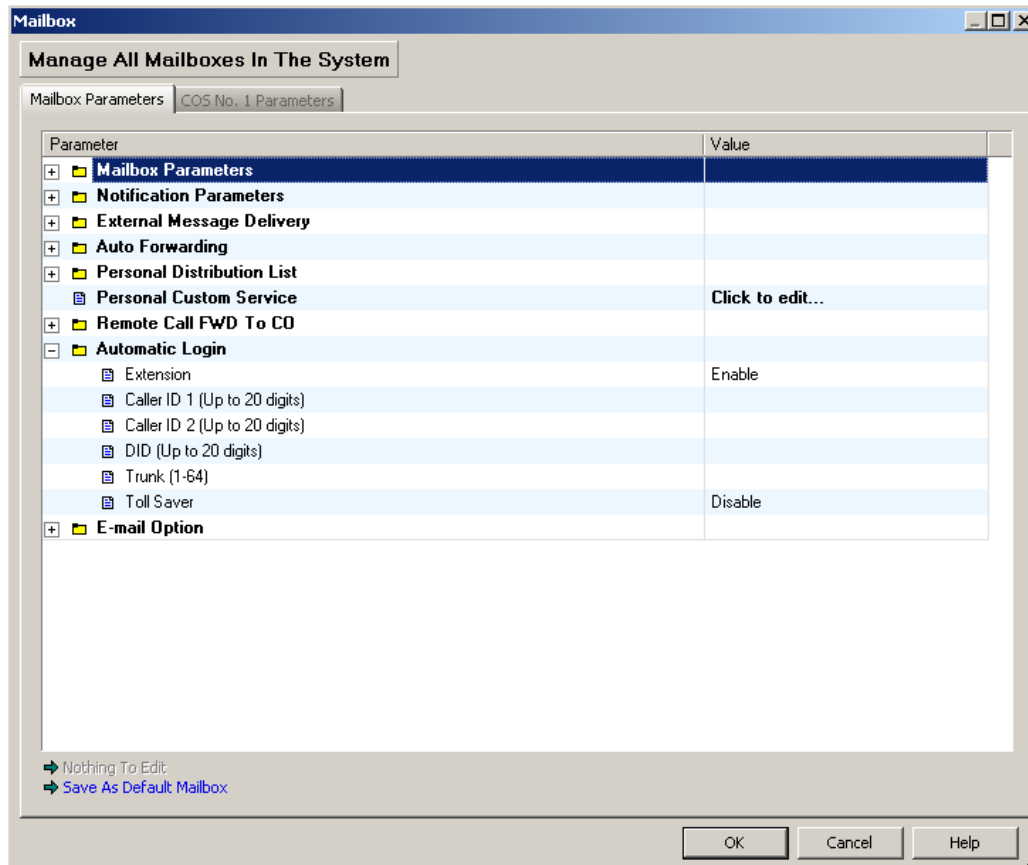 Mailbox
Manage All Mailboxes In The System
Mailbox Parameters COS No. 1 Parameters
Parameter Value
Mailbox Parameters
Notification Parameters
External Message Delivery
Auto Forwarding
Personal Distribution List
Personal Custom Service Click to edit...
Remote Call FWD To CO
Automatic Login
Extension Enable
Caller ID 1 (Up to 20 digits)
Caller ID 2 (Up to 20 digits)
DID (Up to 20 digits)
Trunk (1-64)
Toll Saver Disable
E-mail Option
Nothing To Edit
Save As Default Mailbox
OK Cancel Help